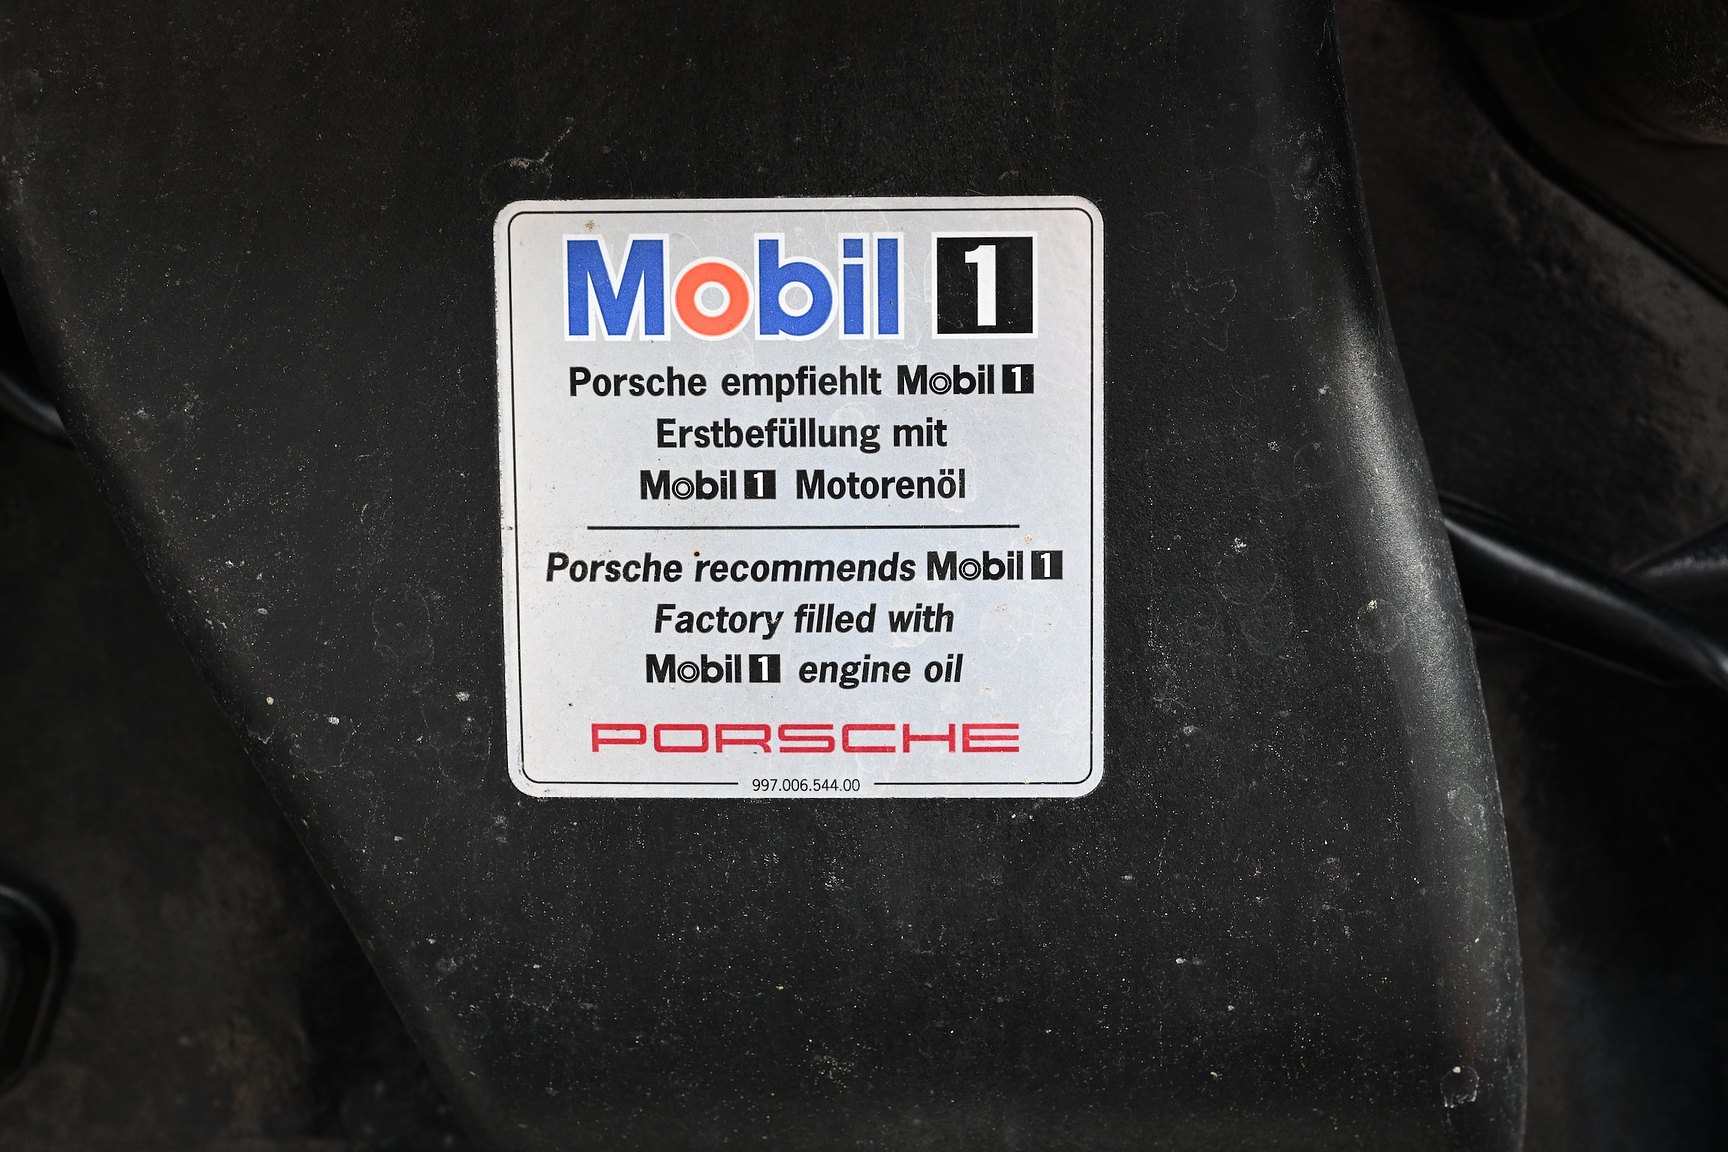 Mobil 1
Porsche empfiehlt Mobil 1
Erstbefüllung mit
Mobil 1 Motorenöl
Porsche recommends Mobil 1
Factory filled with
Mobil 1 engine oil
PORSCHE
997.006.544.00